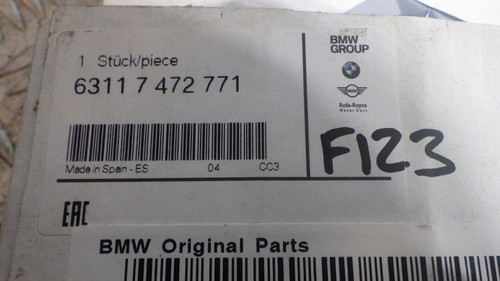 1 Stück/piece
6311 7 472 771
Made in Spain - ES 04 CC3
BMW
GROUP
MINI
Rolls-Royce
Motor Cars
F123
EAC
BMW Original Parts